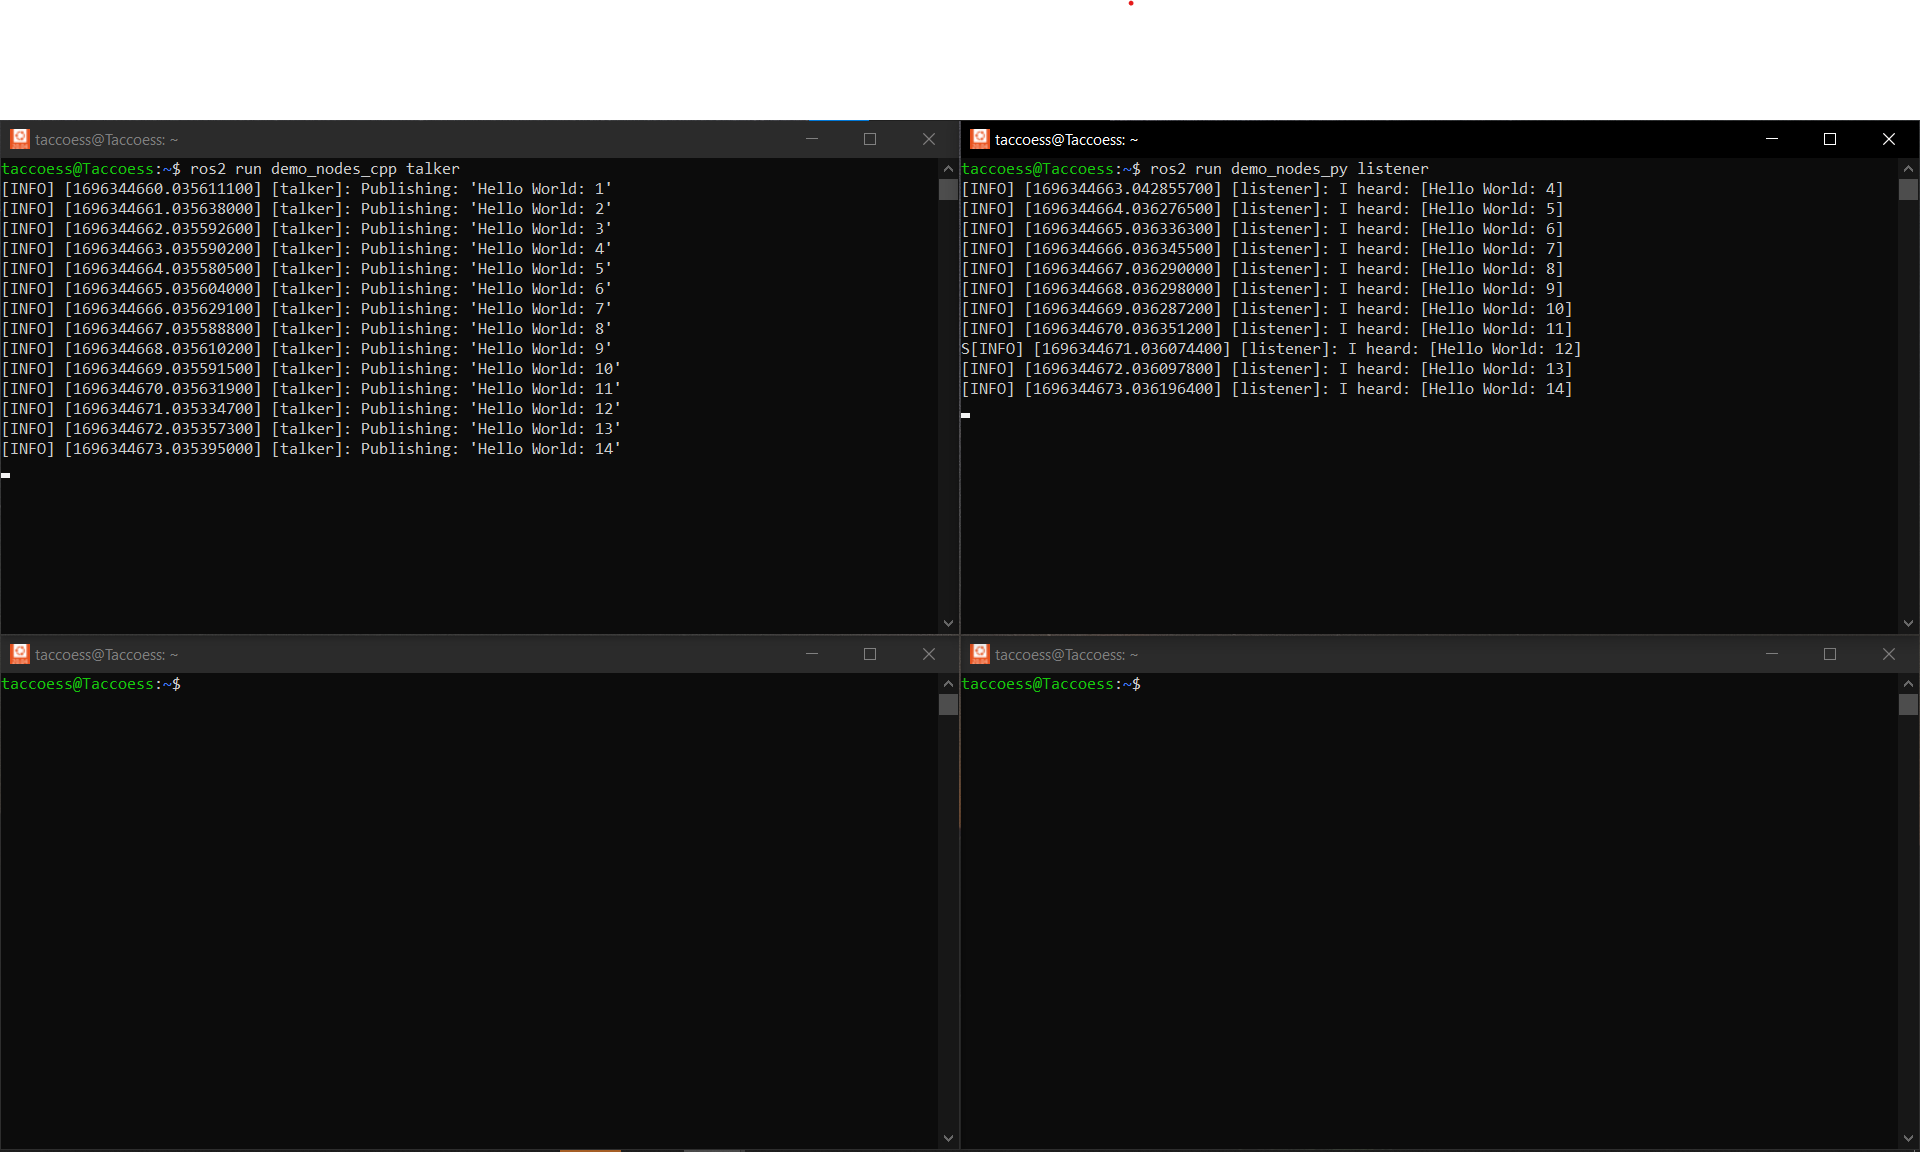 taccoess@Taccoess: ~
taccoess@Taccoess:~$ ros2 run demo_nodes_cpp talker
[INFO] [1696344660.035611100] [talker]: Publishing: 'Hello World: 1'
[INFO] [1696344661.035638000] [talker]: Publishing: 'Hello World: 2'
[INFO] [1696344662.035592600] [talker]: Publishing: 'Hello World: 3'
[INFO] [1696344663.035590200] [talker]: Publishing: 'Hello World: 4'
[INFO] [1696344664.035580500] [talker]: Publishing: 'Hello World: 5'
[INFO] [1696344665.035604000] [talker]: Publishing: 'Hello World: 6'
[INFO] [1696344666.035629100] [talker]: Publishing: 'Hello World: 7'
[INFO] [1696344667.035588800] [talker]: Publishing: 'Hello World: 8'
[INFO] [1696344668.035610200] [talker]: Publishing: 'Hello World: 9'
[INFO] [1696344669.035591500] [talker]: Publishing: 'Hello World: 10'
[INFO] [1696344670.035631900] [talker]: Publishing: 'Hello World: 11'
[INFO] [1696344671.035334700] [talker]: Publishing: 'Hello World: 12'
[INFO] [1696344672.035357300] [talker]: Publishing: 'Hello World: 13'
[INFO] [1696344673.035395000] [talker]: Publishing: 'Hello World: 14'
taccoess@Taccoess: ~
taccoess@Taccoess:~$ ros2 run demo_nodes_py listener
[INFO] [1696344663.042855700] [listener]: I heard: [Hello World: 4]
[INFO] [1696344664.036276500] [listener]: I heard: [Hello World: 5]
[INFO] [1696344665.036336300] [listener]: I heard: [Hello World: 6]
[INFO] [1696344666.036345500] [listener]: I heard: [Hello World: 7]
[INFO] [1696344667.036290000] [listener]: I heard: [Hello World: 8]
[INFO] [1696344668.036298000] [listener]: I heard: [Hello World: 9]
[INFO] [1696344669.036287200] [listener]: I heard: [Hello World: 10]
[INFO] [1696344670.036351200] [listener]: I heard: [Hello World: 11]
S[INFO] [1696344671.036074400] [listener]: I heard: [Hello World: 12]
[INFO] [1696344672.036097800] [listener]: I heard: [Hello World: 13]
[INFO] [1696344673.036196400] [listener]: I heard: [Hello World: 14]
taccoess@Taccoess: ~
taccoess@Taccoess:~$
taccoess@Taccoess: ~
taccoess@Taccoess:~$